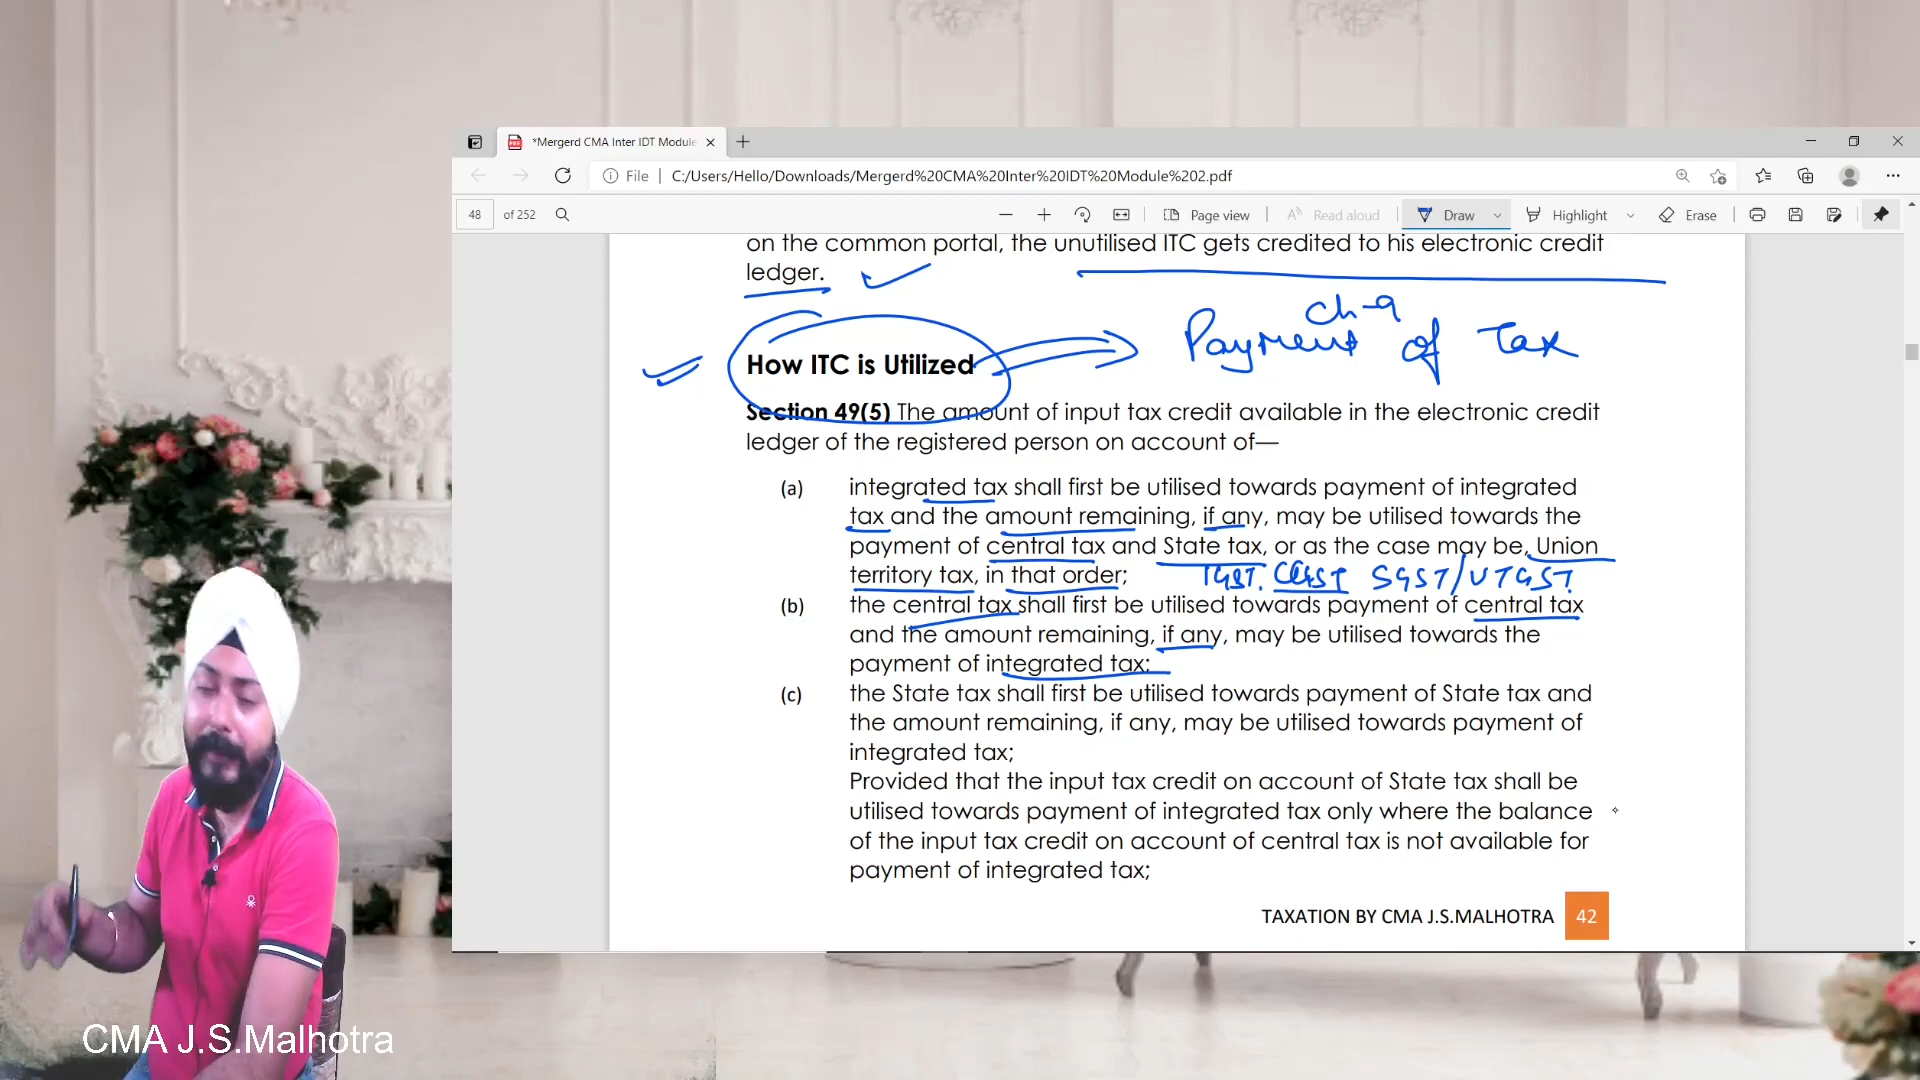 *Mergerd CMA Inter IDT Module
File | C:/Users/Hello/Downloads/Mergerd%20CMA%20Inter%20IDT%20Module%202.pdf
48 of 252 Page view Read aloud Draw Highlight Erase
on the common portal, the unutilised ITC gets credited to his electronic credit
ledger.
Ch-9
Payment of Tax
How ITC is Utilized
Section 49(5) The amount of input tax credit available in the electronic credit
ledger of the registered person on account of—
(a) integrated tax shall first be utilised towards payment of integrated
tax and the amount remaining, if any, may be utilised towards the
payment of central tax and State tax, or as the case may be, Union
territory tax, in that order; IGST. CGST SGST/UTGST.
(b) the central tax shall first be utilised towards payment of central tax
and the amount remaining, if any, may be utilised towards the
payment of integrated tax;
(c) the State tax shall first be utilised towards payment of State tax and
the amount remaining, if any, may be utilised towards payment of
integrated tax;
Provided that the input tax credit on account of State tax shall be
utilised towards payment of integrated tax only where the balance
of the input tax credit on account of central tax is not available for
payment of integrated tax;
TAXATION BY CMA J.S.MALHOTRA 42
CMA J.S.Malhotra